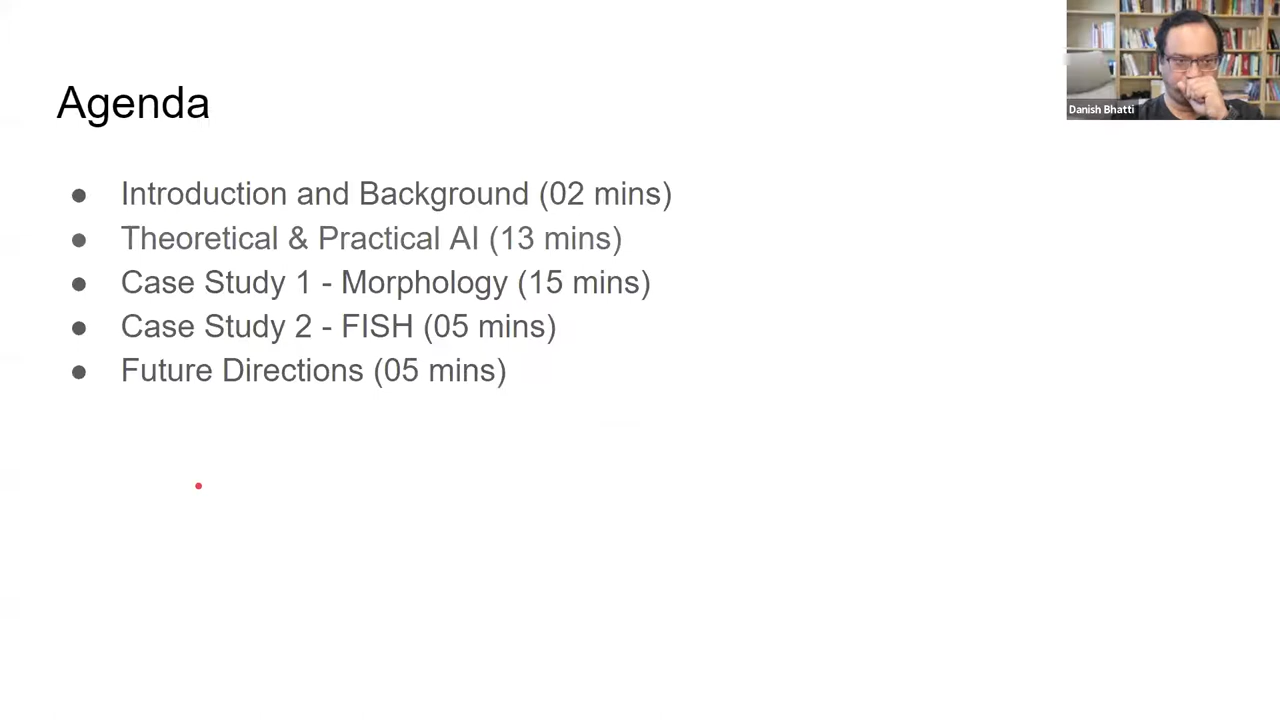 Agenda
● Introduction and Background (02 mins)
● Theoretical & Practical AI (13 mins)
● Case Study 1 - Morphology (15 mins)
● Case Study 2 - FISH (05 mins)
● Future Directions (05 mins)
Danish Bhatti